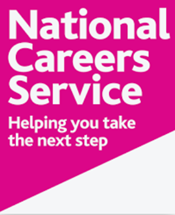 National
Careers
Service
Helping you take
the next step